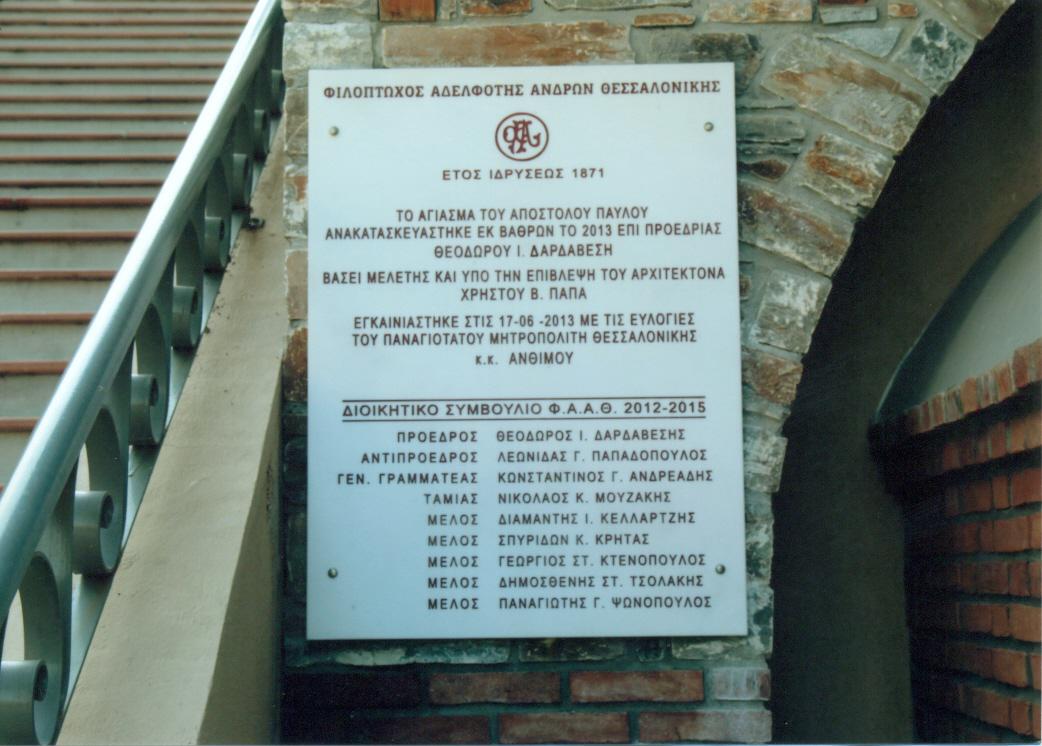 ΦΙΛΟΠΤΩΧΟΣ ΑΔΕΛΦΟΤΗΣ ΑΝΔΡΩΝ ΘΕΣΣΑΛΟΝΙΚΗΣ
ΕΤΟΣ ΙΔΡΥΣΕΩΣ 1871
ΤΟ ΑΓΙΑΣΜΑ ΤΟΥ ΑΠΟΣΤΟΛΟΥ ΠΑΥΛΟΥ
ΑΝΑΚΑΤΑΣΚΕΥΑΣΤΗΚΕ ΕΚ ΒΑΘΡΩΝ ΤΟ 2013 ΕΠΙ ΠΡΟΕΔΡΙΑΣ
ΘΕΟΔΩΡΟΥ Ι. ΔΑΡΔΑΒΕΣΗ
ΒΑΣΕΙ ΜΕΛΕΤΗΣ ΚΑΙ ΥΠΟ ΤΗΝ ΕΠΙΒΛΕΨΗ ΤΟΥ ΑΡΧΙΤΕΚΤΟΝΑ
ΧΡΗΣΤΟΥ Β. ΠΑΠΑ
ΕΓΚΑΙΝΙΑΣΤΗΚΕ ΣΤΙΣ 17-06 -2013 ΜΕ ΤΙΣ ΕΥΛΟΓΙΕΣ
ΤΟΥ ΠΑΝΑΓΙΟΤΑΤΟΥ ΜΗΤΡΟΠΟΛΙΤΗ ΘΕΣΣΑΛΟΝΙΚΗΣ
κ.κ. ΑΝΘΙΜΟΥ
ΔΙΟΙΚΗΤΙΚΟ ΣΥΜΒΟΥΛΙΟ Φ.Α.Α.Θ. 2012-2015
ΠΡΟΕΔΡΟΣ ΘΕΟΔΩΡΟΣ Ι. ΔΑΡΔΑΒΕΣΗΣ
ΑΝΤΙΠΡΟΕΔΡΟΣ ΛΕΩΝΙΔΑΣ Γ. ΠΑΠΑΔΟΠΟΥΛΟΣ
ΓΕΝ. ΓΡΑΜΜΑΤΕΑΣ ΚΩΝΣΤΑΝΤΙΝΟΣ Γ. ΑΝΔΡΕΑΔΗΣ
ΤΑΜΙΑΣ ΝΙΚΟΛΑΟΣ Κ. ΜΟΥΖΑΚΗΣ
ΜΕΛΟΣ ΔΙΑΜΑΝΤΗΣ Ι. ΚΕΛΛΑΡΤΖΗΣ
ΜΕΛΟΣ ΣΠΥΡΙΔΩΝ Κ. ΚΡΗΤΑΣ
ΜΕΛΟΣ ΓΕΩΡΓΙΟΣ ΣΤ. ΚΤΕΝΟΠΟΥΛΟΣ
ΜΕΛΟΣ ΔΗΜΟΣΘΕΝΗΣ ΣΤ. ΤΣΟΛΑΚΗΣ
ΜΕΛΟΣ ΠΑΝΑΓΙΩΤΗΣ Γ. ΨΩΝΟΠΟΥΛΟΣ